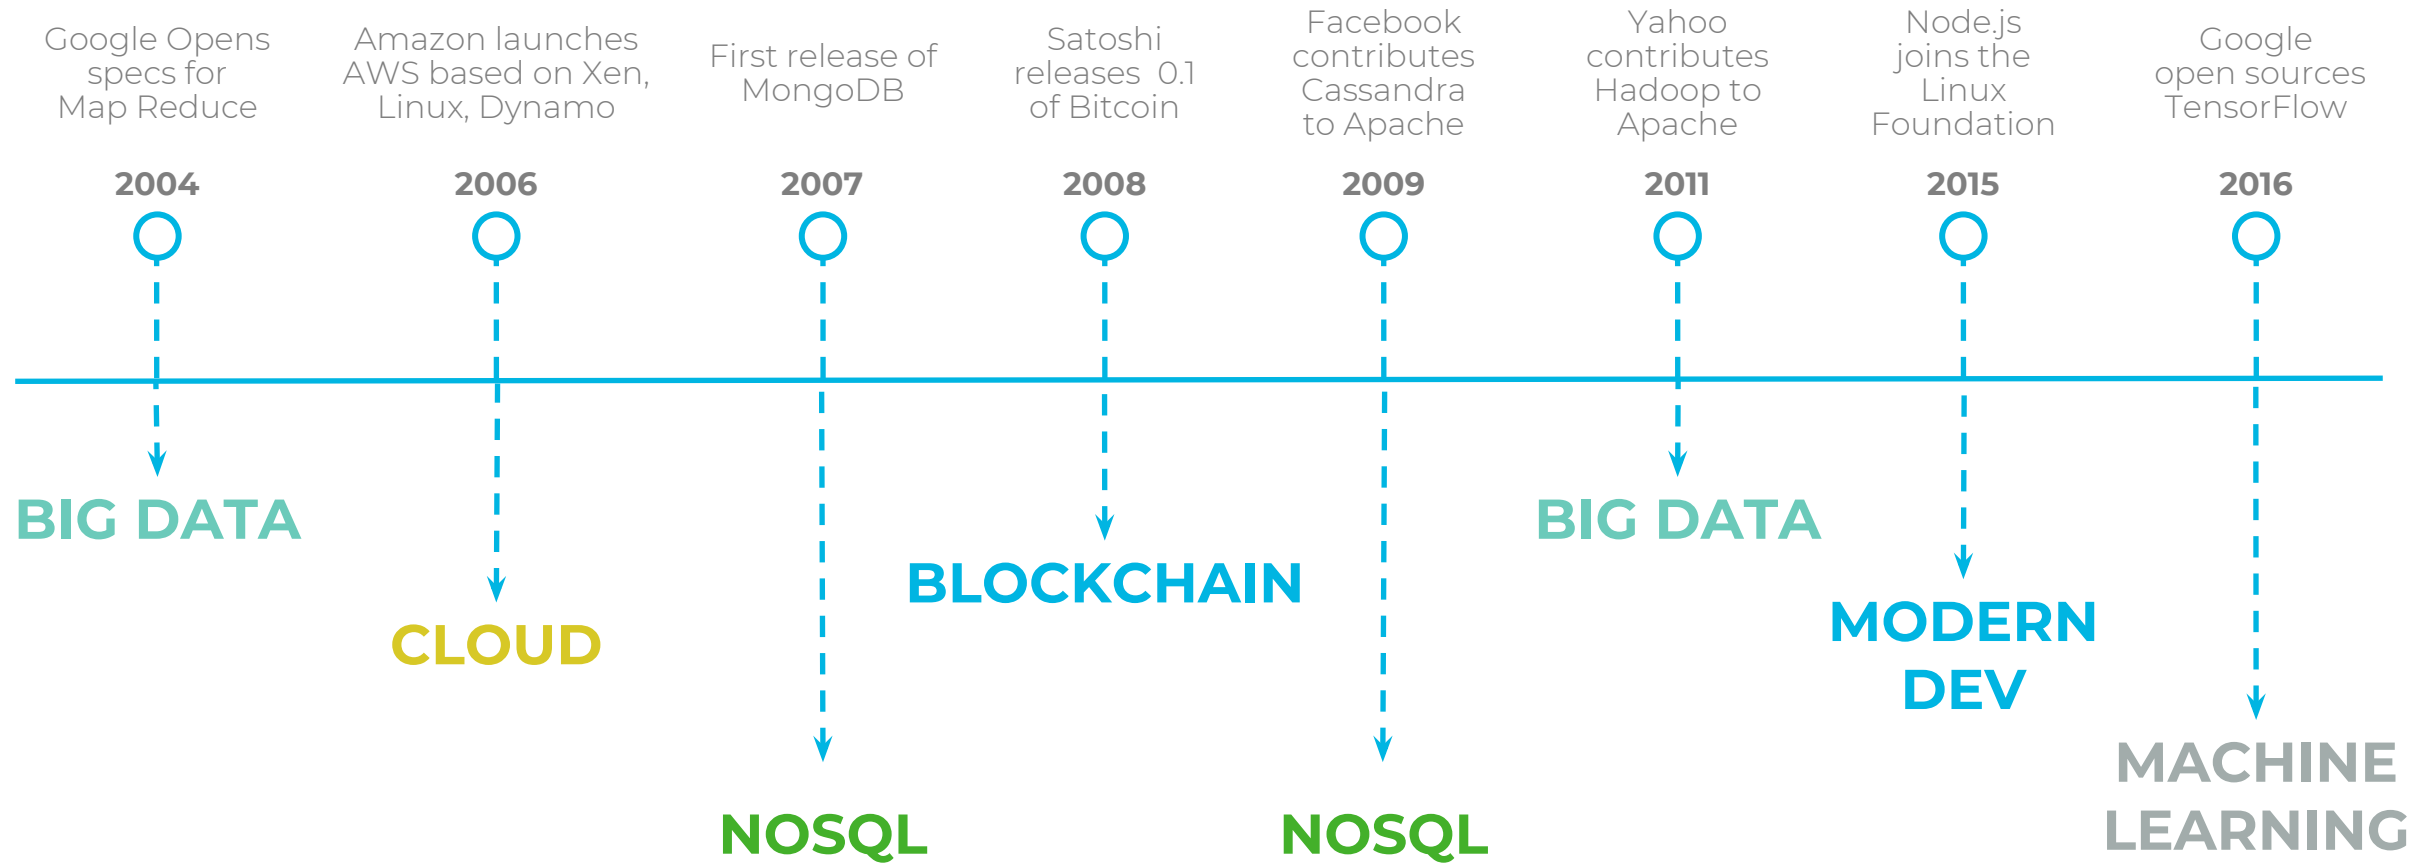 Google Opens
specs for
Map Reduce
2004
BIG DATA
Amazon launches
AWS based on Xen,
Linux, Dynamo
2006
CLOUD
First release of
MongoDB
2007
NOSQL
Satoshi
releases  0.1
of Bitcoin
2008
BLOCKCHAIN
Facebook
contributes
Cassandra
to Apache
2009
NOSQL
Yahoo
contributes
Hadoop to
Apache
2011
BIG DATA
Node.js
joins the
Linux
Foundation
2015
MODERN
DEV
Google
open sources
TensorFlow
2016
MACHINE
LEARNING